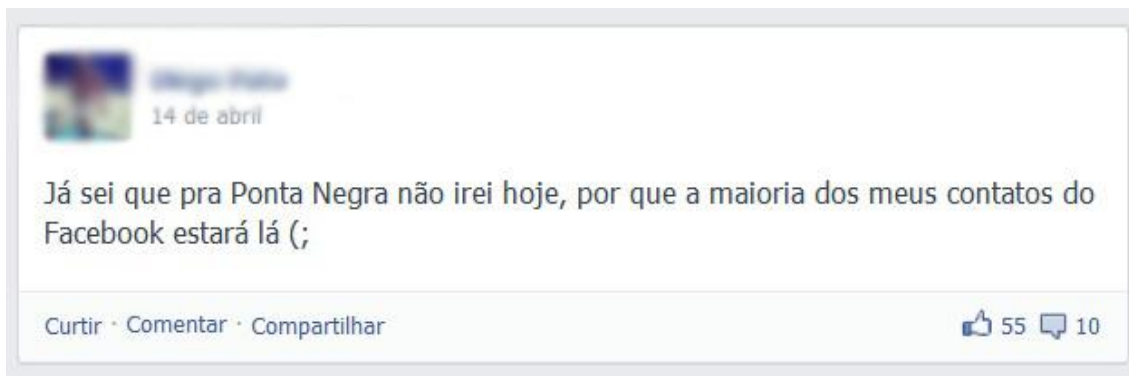 14 de abril
Já sei que pra Ponta Negra não irei hoje, por que a maioria dos meus contatos do
Facebook estará lá (;
Curtir · Comentar · Compartilhar 55 10